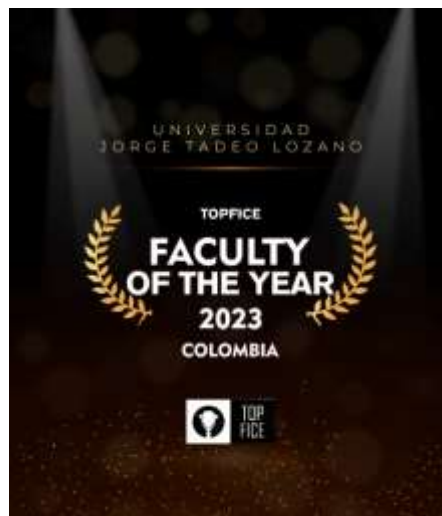 UNIVERSIDAD
JORGE TADEO LOZANO
TOPFICE
FACULTY
OF THE YEAR
2023
COLOMBIA
TOP
FICE